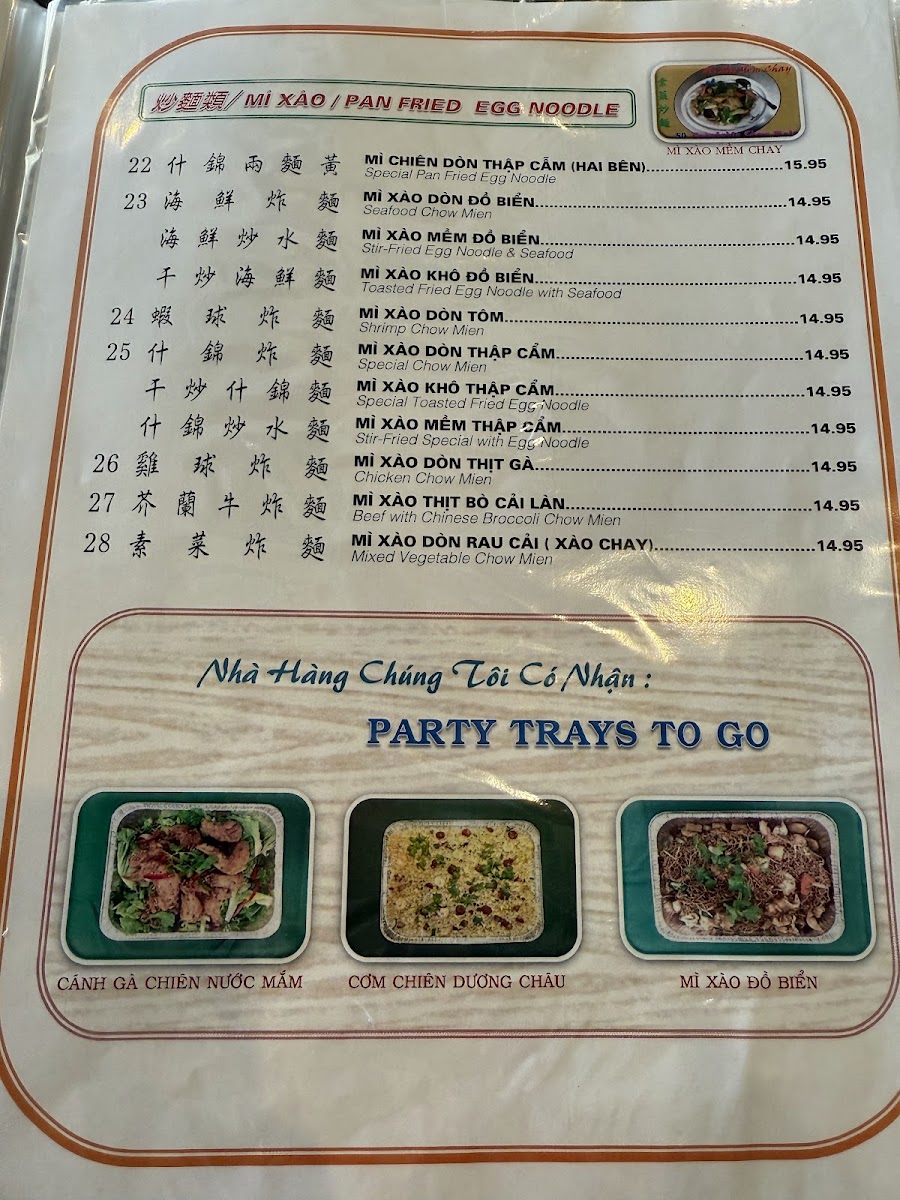 炒麵類/ MÌ XÀO / PAN FRIED EGG NOODLE
MÌ XÀO MỀM CHAY
22 什錦兩麵黃 MÌ CHIÊN DÒN THẬP CẨM (HAI BÊN) 15.95
Special Pan Fried Egg Noodle
23 海鮮炸麵 MÌ XÀO DÒN ĐỒ BIỂN 14.95
Seafood Chow Mien
海鮮炒水麵 MÌ XÀO MỀM ĐỒ BIỂN 14.95
Stir-Fried Egg Noodle & Seafood
干炒海鮮麵 MÌ XÀO KHÔ ĐỒ BIỂN 14.95
Toasted Fried Egg Noodle with Seafood
24 蝦球炸麵 MÌ XÀO DÒN TÔM 14.95
Shrimp Chow Mien
25 什錦炸麵 MÌ XÀO DÒN THẬP CẨM 14.95
Special Chow Mien
干炒什錦麵 MÌ XÀO KHÔ THẬP CẨM 14.95
Special Toasted Fried Egg Noodle
什錦炒水麵 MÌ XÀO MỀM THẬP CẨM 14.95
Stir-Fried Special with Egg Noodle
26 雞球炸麵 MÌ XÀO DÒN THỊT GÀ 14.95
Chicken Chow Mien
27 芥蘭牛炸麵 MÌ XÀO THỊT BÒ CẢI LÀN 14.95
Beef with Chinese Broccoli Chow Mien
28 素菜炸麵 MÌ XÀO DÒN RAU CẢI ( XÀO CHAY) 14.95
Mixed Vegetable Chow Mien
Nhà Hàng Chúng Tôi Có Nhận :
PARTY TRAYS TO GO
CÁNH GÀ CHIÊN NƯỚC MẮM
CƠM CHIÊN DƯƠNG CHÂU
MÌ XÀO ĐỒ BIỂN